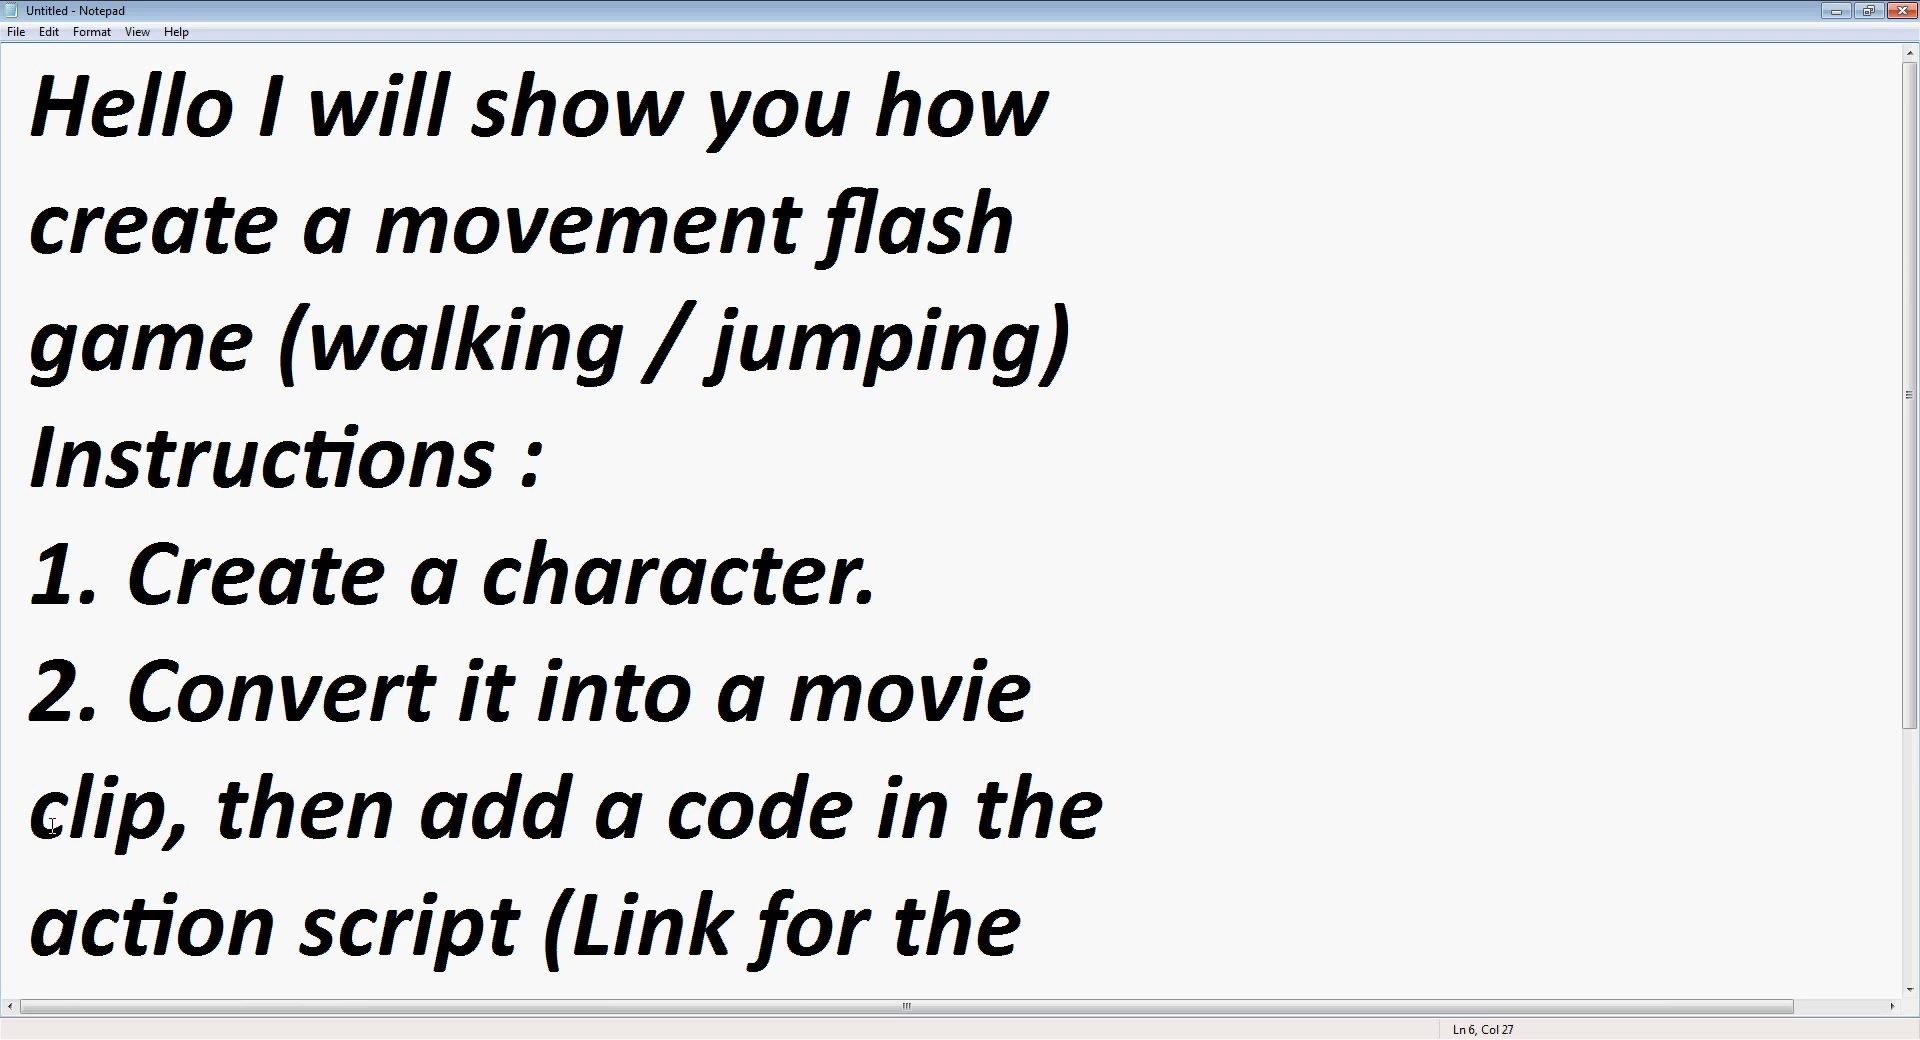 Untitled - Notepad
File Edit Format View Help
Hello I will show you how
create a movement flash
game (walking / jumping)
Instructions :
1. Create a character.
2. Convert it into a movie
clip, then add a code in the
action script (Link for the
Ln 6, Col 27